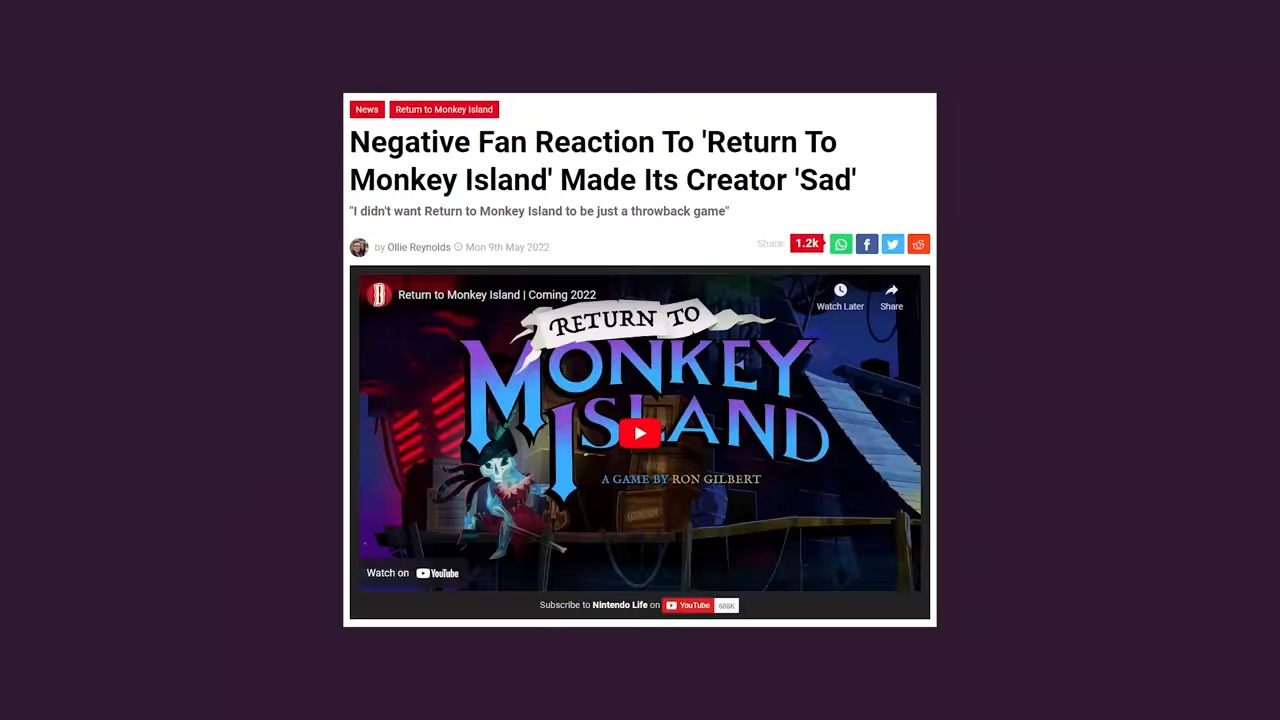 News Return to Monkey Island
Negative Fan Reaction To 'Return To
Monkey Island' Made Its Creator 'Sad'
"I didn't want Return to Monkey Island to be just a throwback game"
by Ollie Reynolds Mon 9th May 2022
Share: 1.2k
Return to Monkey Island | Coming 2022
Watch Later Share
RETURN TO
MONKEY
ISLAND
A GAME BY RON GILBERT
Watch on YouTube
Subscribe to Nintendo Life on YouTube 688K